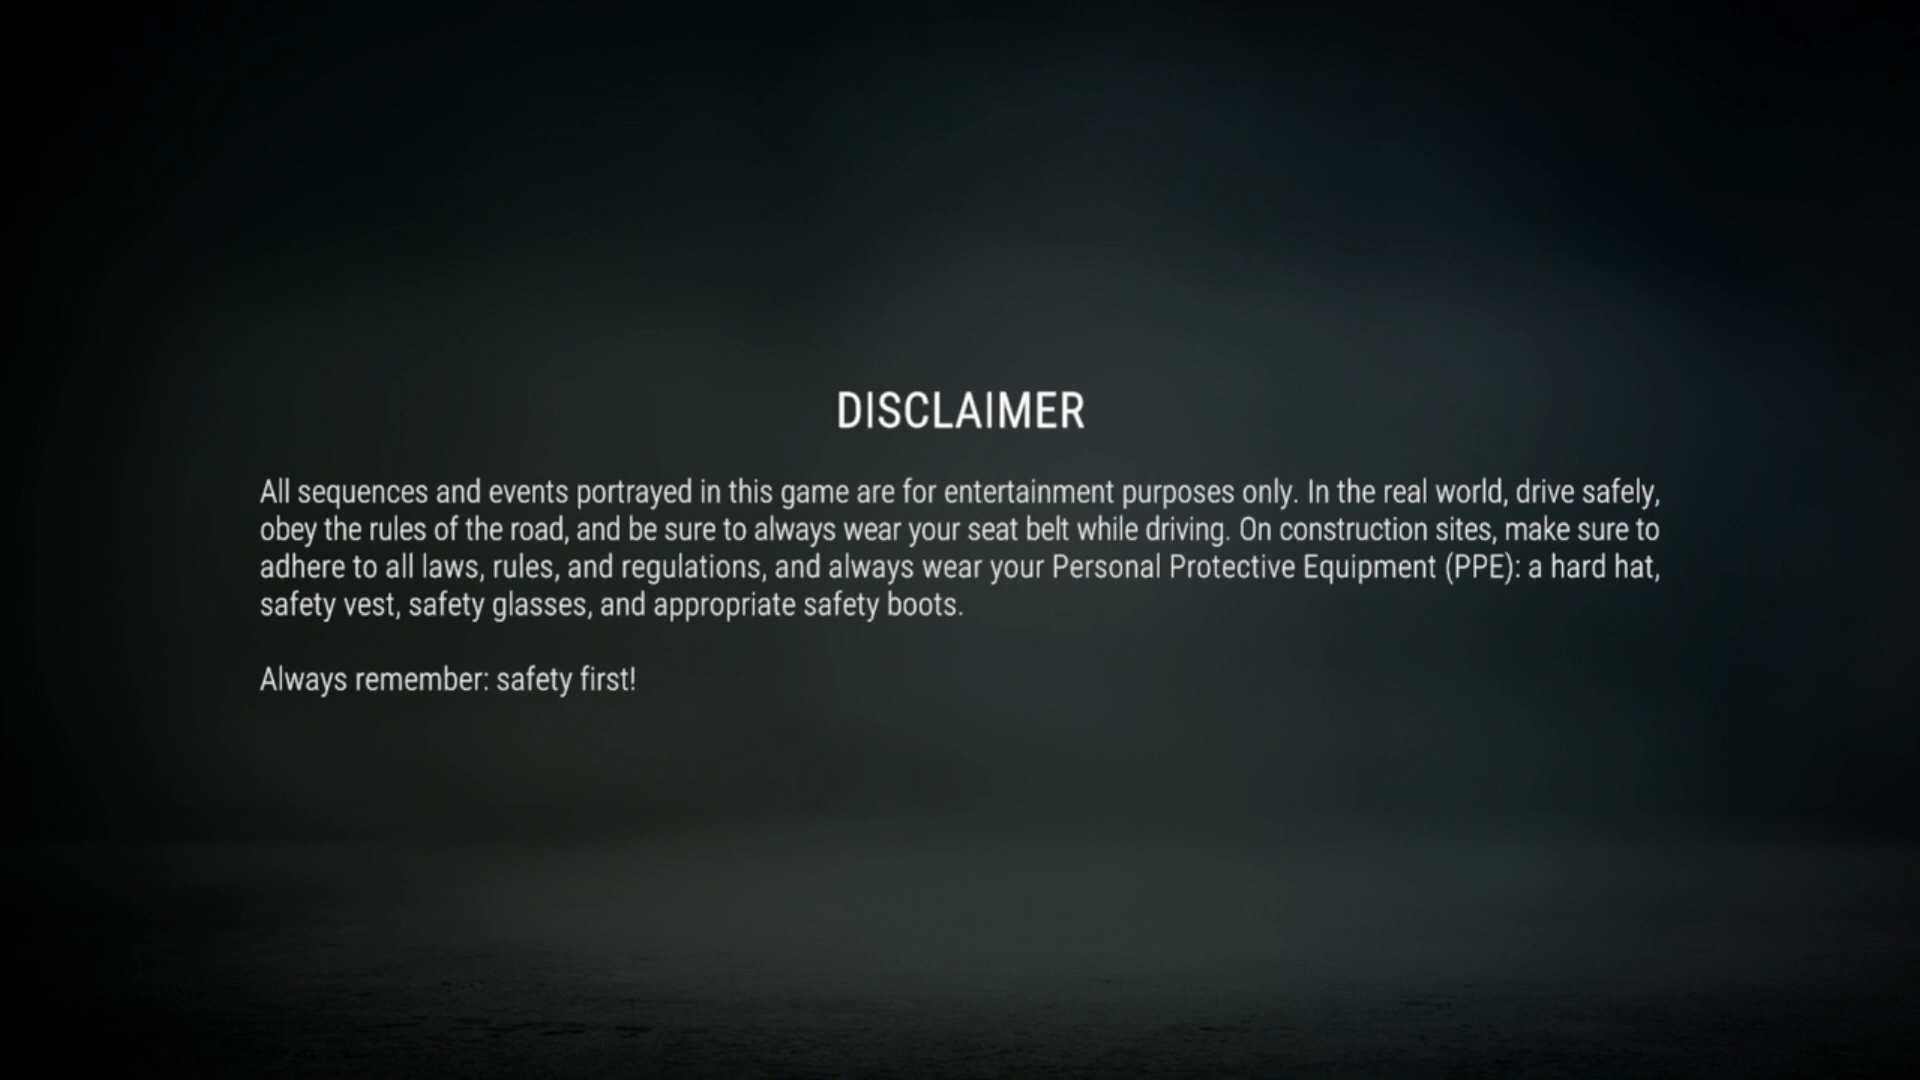 DISCLAIMER
All sequences and events portrayed in this game are for entertainment purposes only. In the real world, drive safely,
obey the rules of the road, and be sure to always wear your seat belt while driving. On construction sites, make sure to
adhere to all laws, rules, and regulations, and always wear your Personal Protective Equipment (PPE): a hard hat,
safety vest, safety glasses, and appropriate safety boots.
Always remember: safety first!